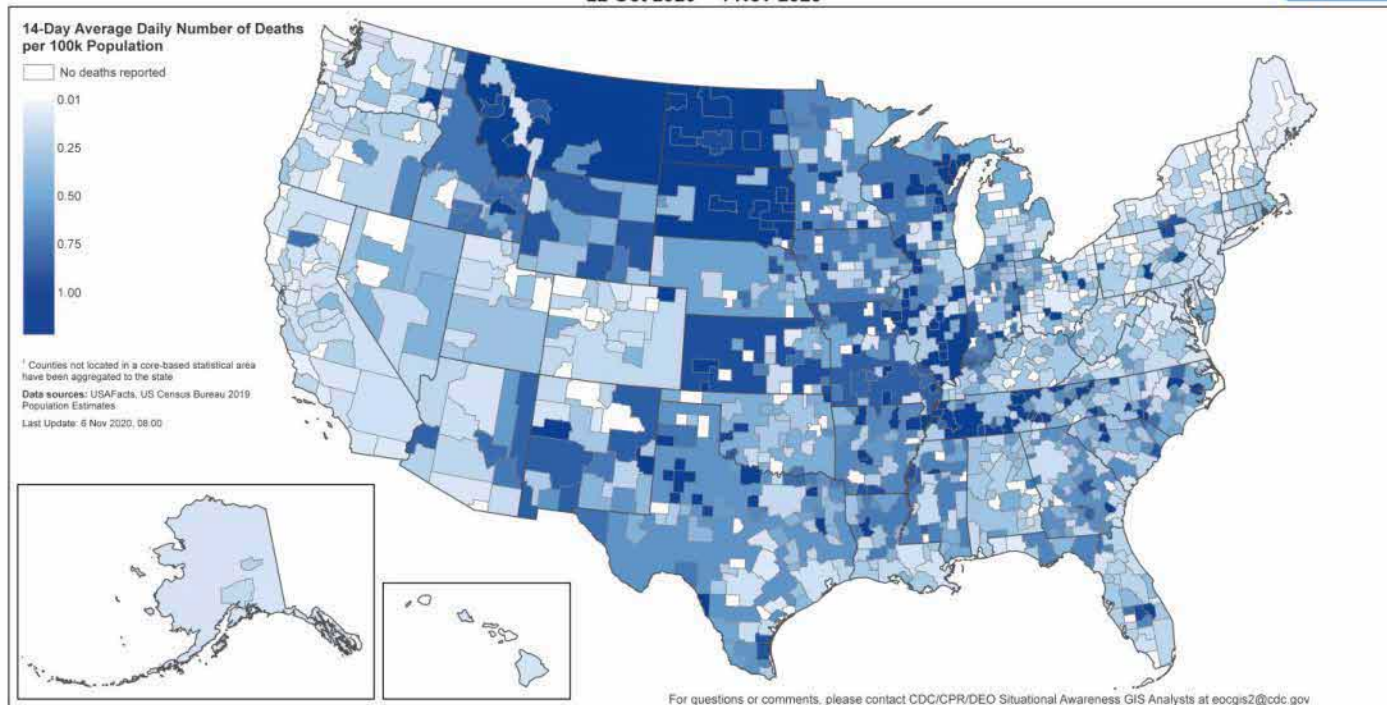 14-Day Average Daily Number of Deaths
per 100k Population
No deaths reported
0.01
0.25
0.50
0.75
1.00
¹ Counties not located in a core-based statistical area
have been aggregated to the state
Data sources: USAFacts, US Census Bureau 2019
Population Estimates
Last Update: 6 Nov 2020, 08:00
For questions or comments, please contact CDC/CPR/DEO Situational Awareness GIS Analysts at eocgis2@cdc.gov